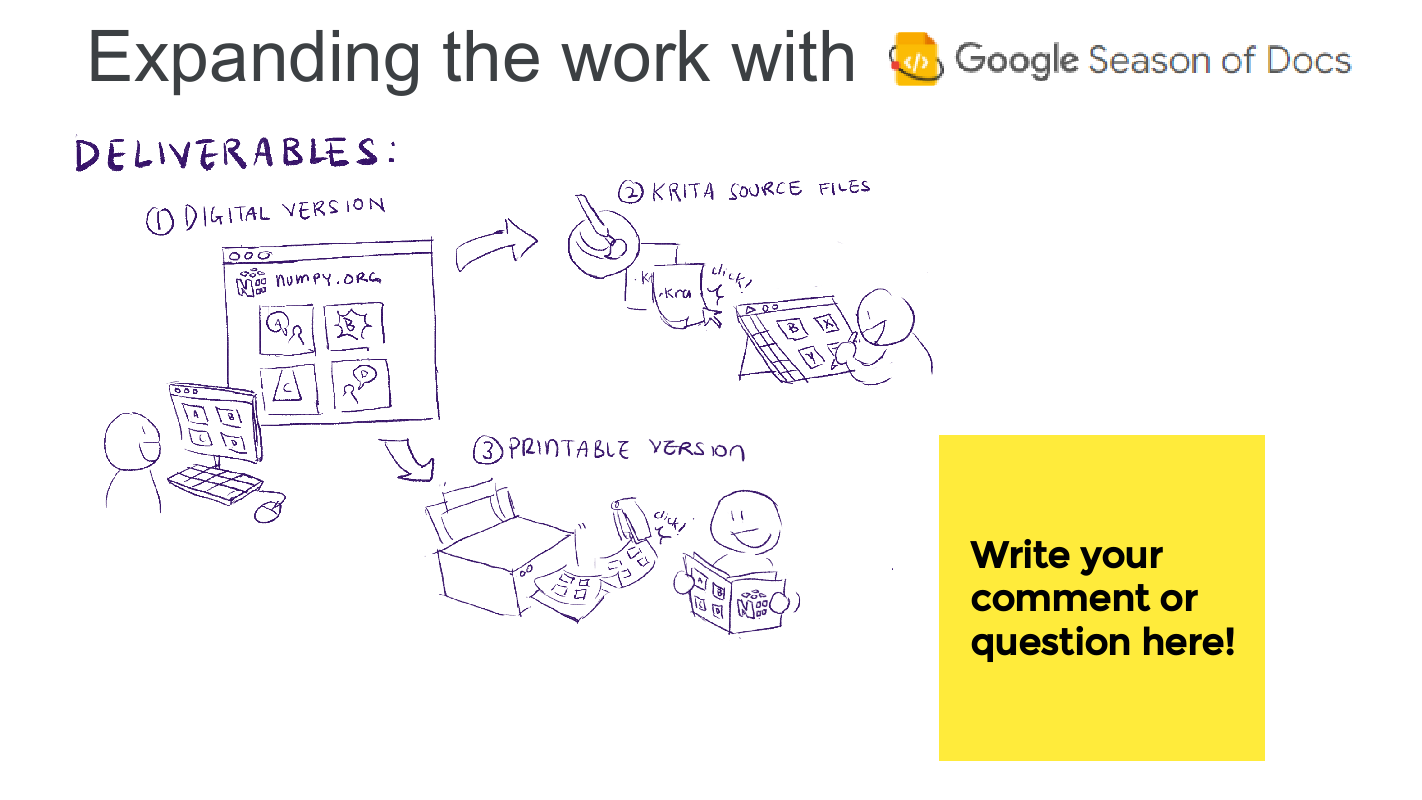 Expanding the work with Google Season of Docs
DELIVERABLES:
① DIGITAL VERSION
② KRITA SOURCE FILES
NUMPY.ORG
A B
C D
.kra
click!
B X
Y
A B
C D
③ PRINTABLE VERSION
click!
A B
C D
Write your
comment or
question here!